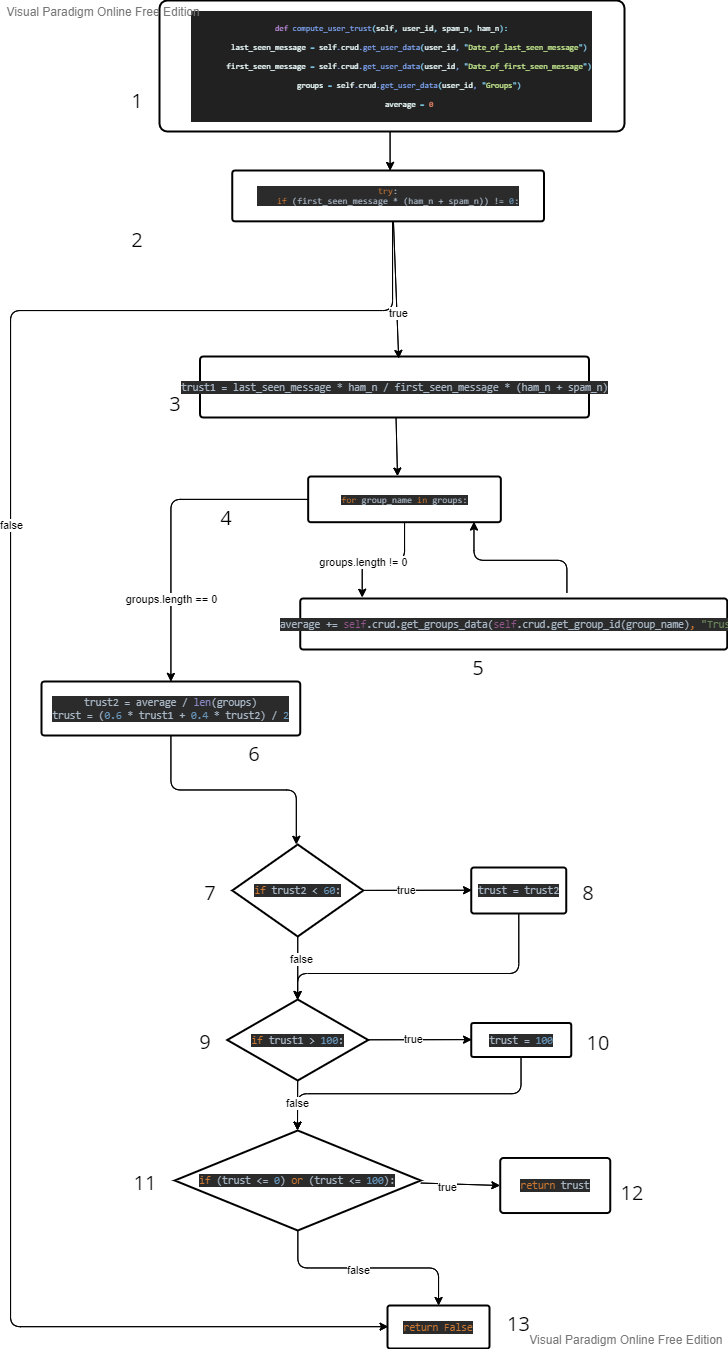 Visual Paradigm Online Free Edition
def compute_user_trust(self, user_id, spam_n, ham_n):
last_seen_message = self.crud.get_user_data(user_id, "Date_of_last_seen_message")
first_seen_message = self.crud.get_user_data(user_id, "Date_of_first_seen_message")
groups = self.crud.get_user_data(user_id, "Groups")
average = 0
1
try:
if (first_seen_message * (ham_n + spam_n)) != 0:
2
true
trust1 = last_seen_message * ham_n / first_seen_message * (ham_n + spam_n)
3
for group_name in groups:
4
false
groups.length != 0
groups.length == 0
average += self.crud.get_groups_data(self.crud.get_group_id(group_name), "Trus
5
trust2 = average / len(groups)
trust = (0.6 * trust1 + 0.4 * trust2) / 2
6
7
if trust2 < 60:
true
trust = trust2
8
false
9
if trust1 > 100:
true
trust = 100
10
false
11
if (trust <= 0) or (trust <= 100):
true
return trust
12
false
return False
13
Visual Paradigm Online Free Edition